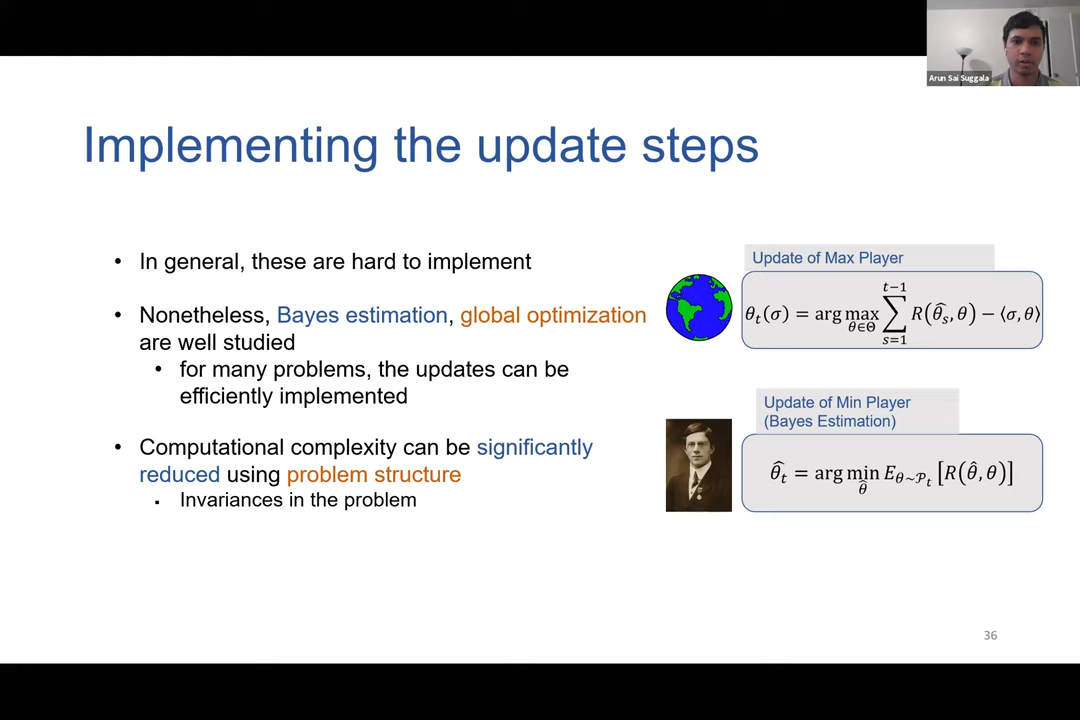 Arun Sai Suggala
Implementing the update steps
• In general, these are hard to implement
• Nonetheless, Bayes estimation, global optimization
are well studied
• for many problems, the updates can be
efficiently implemented
• Computational complexity can be significantly
reduced using problem structure
▪ Invariances in the problem
Update of Max Player
θ_t(σ) = arg max_{θ∈Θ} ∑_{s=1}^{t−1} R(θ̂_s, θ) − ⟨σ, θ⟩
Update of Min Player
(Bayes Estimation)
θ̂_t = arg min_{θ̂} E_{θ∼𝒫_t} [R(θ̂, θ)]
36